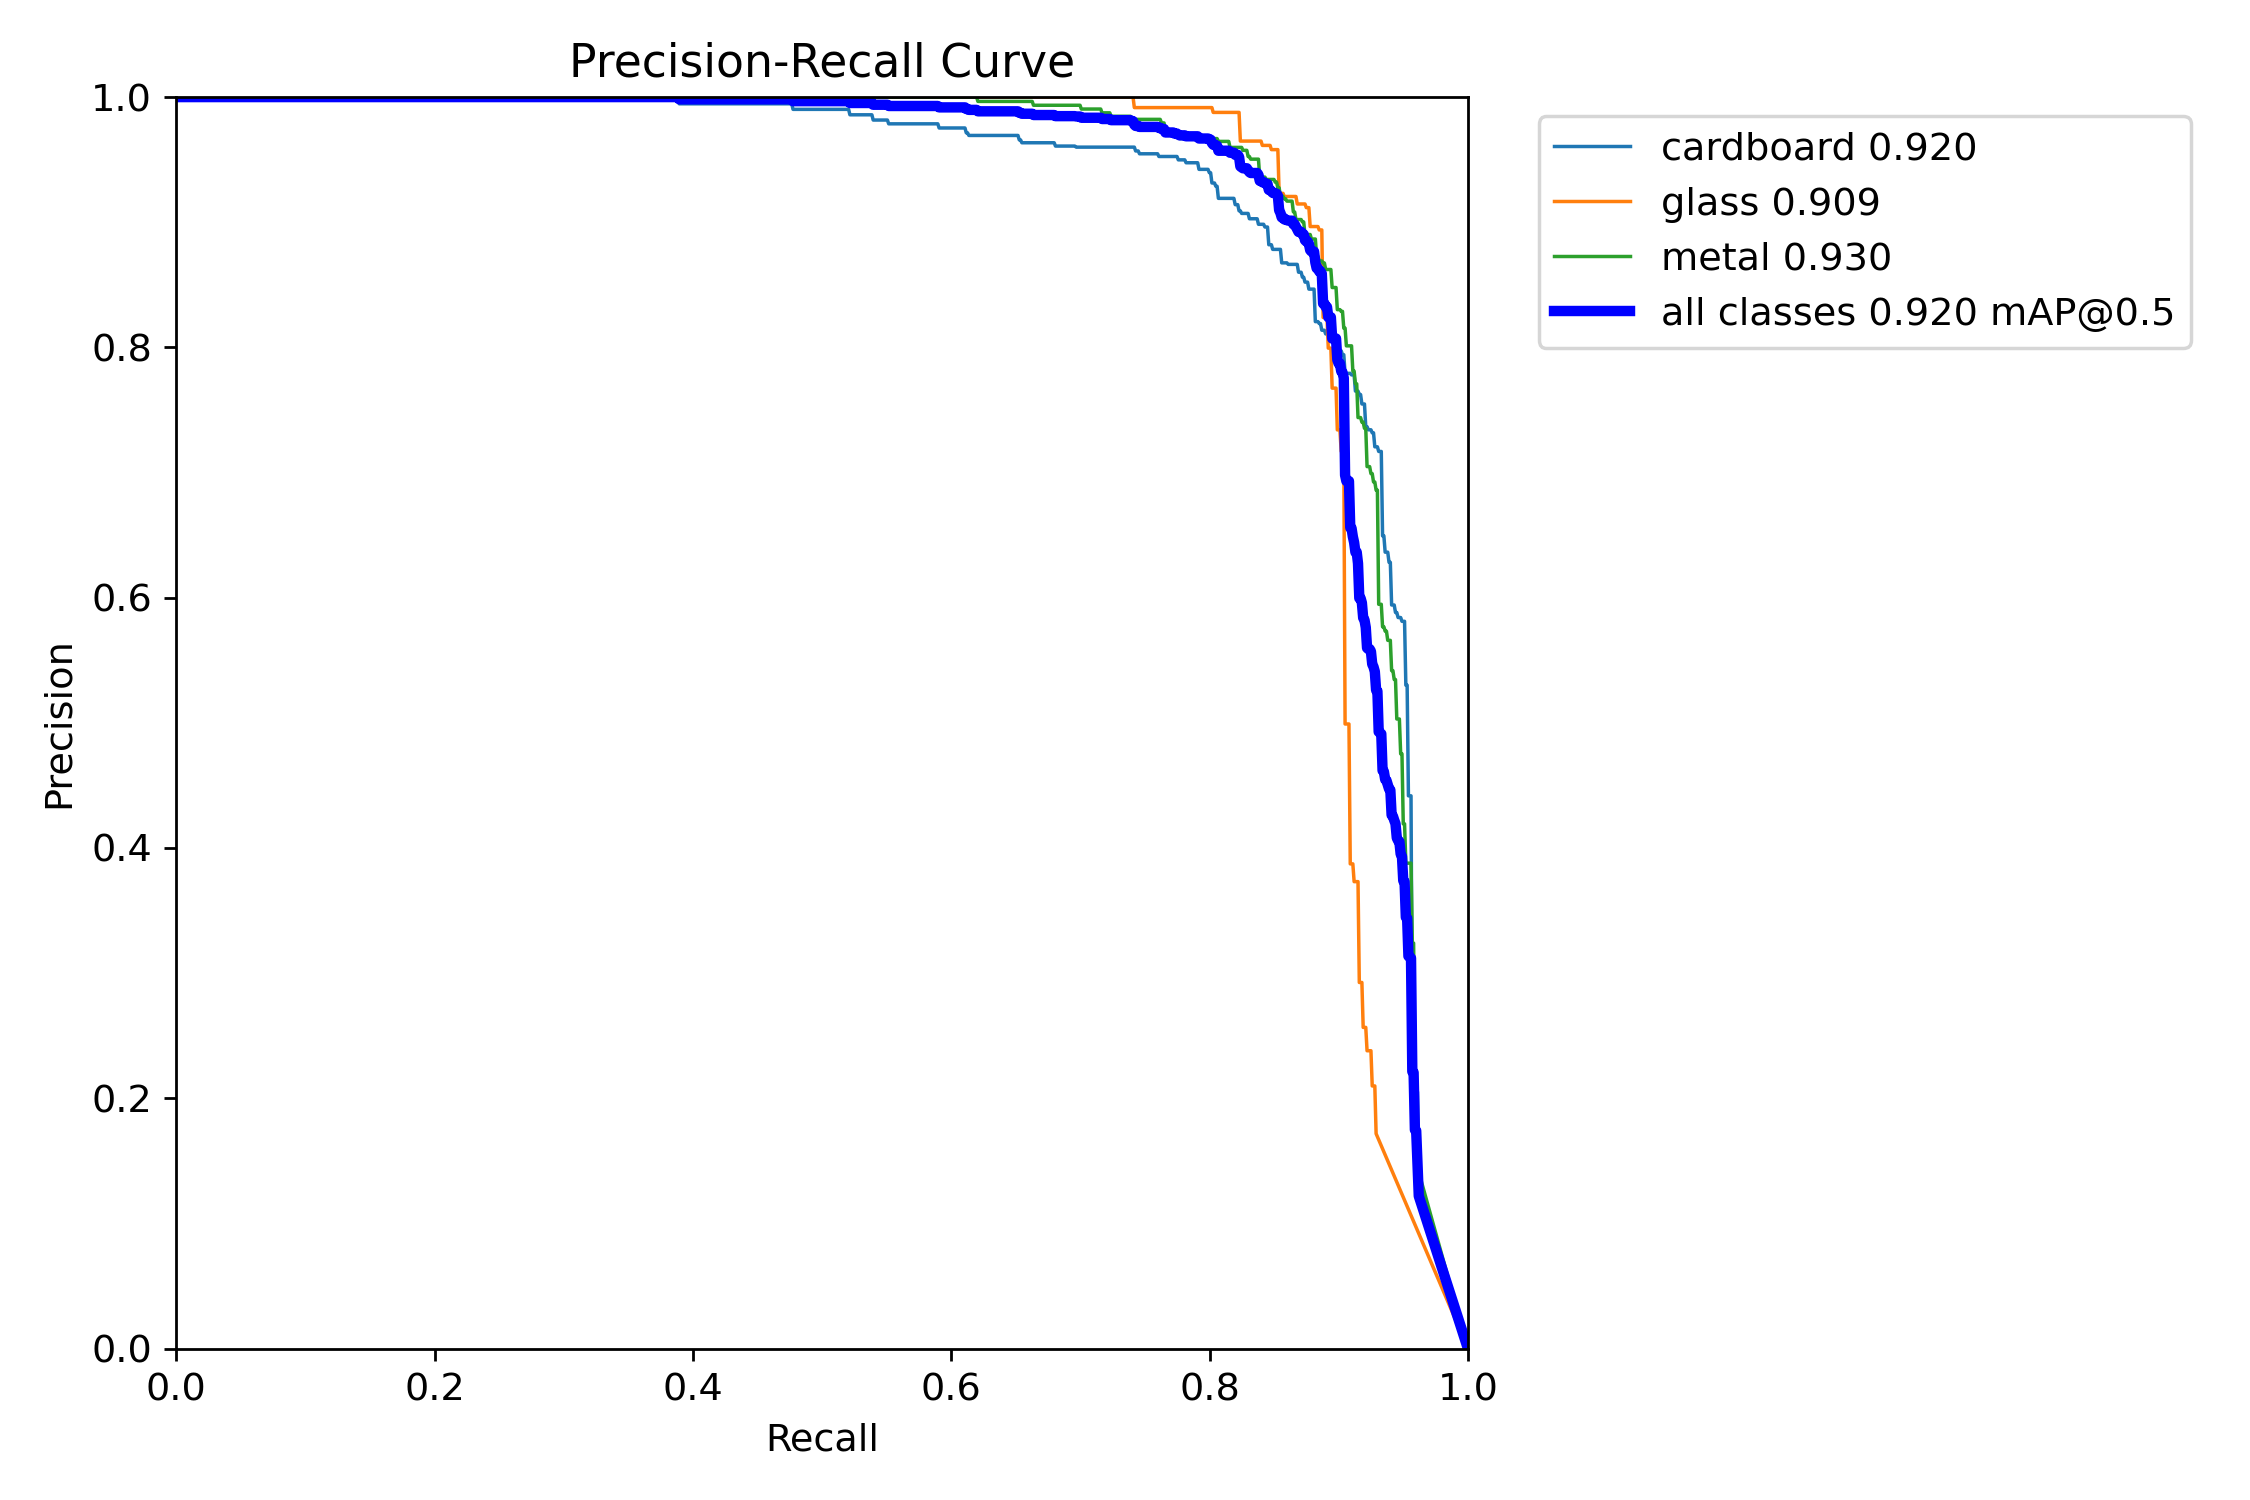 Precision-Recall Curve
1.0
0.8
0.6
0.4
0.2
0.0
Precision
0.0 0.2 0.4 0.6 0.8 1.0
Recall
cardboard 0.920
glass 0.909
metal 0.930
all classes 0.920 mAP@0.5